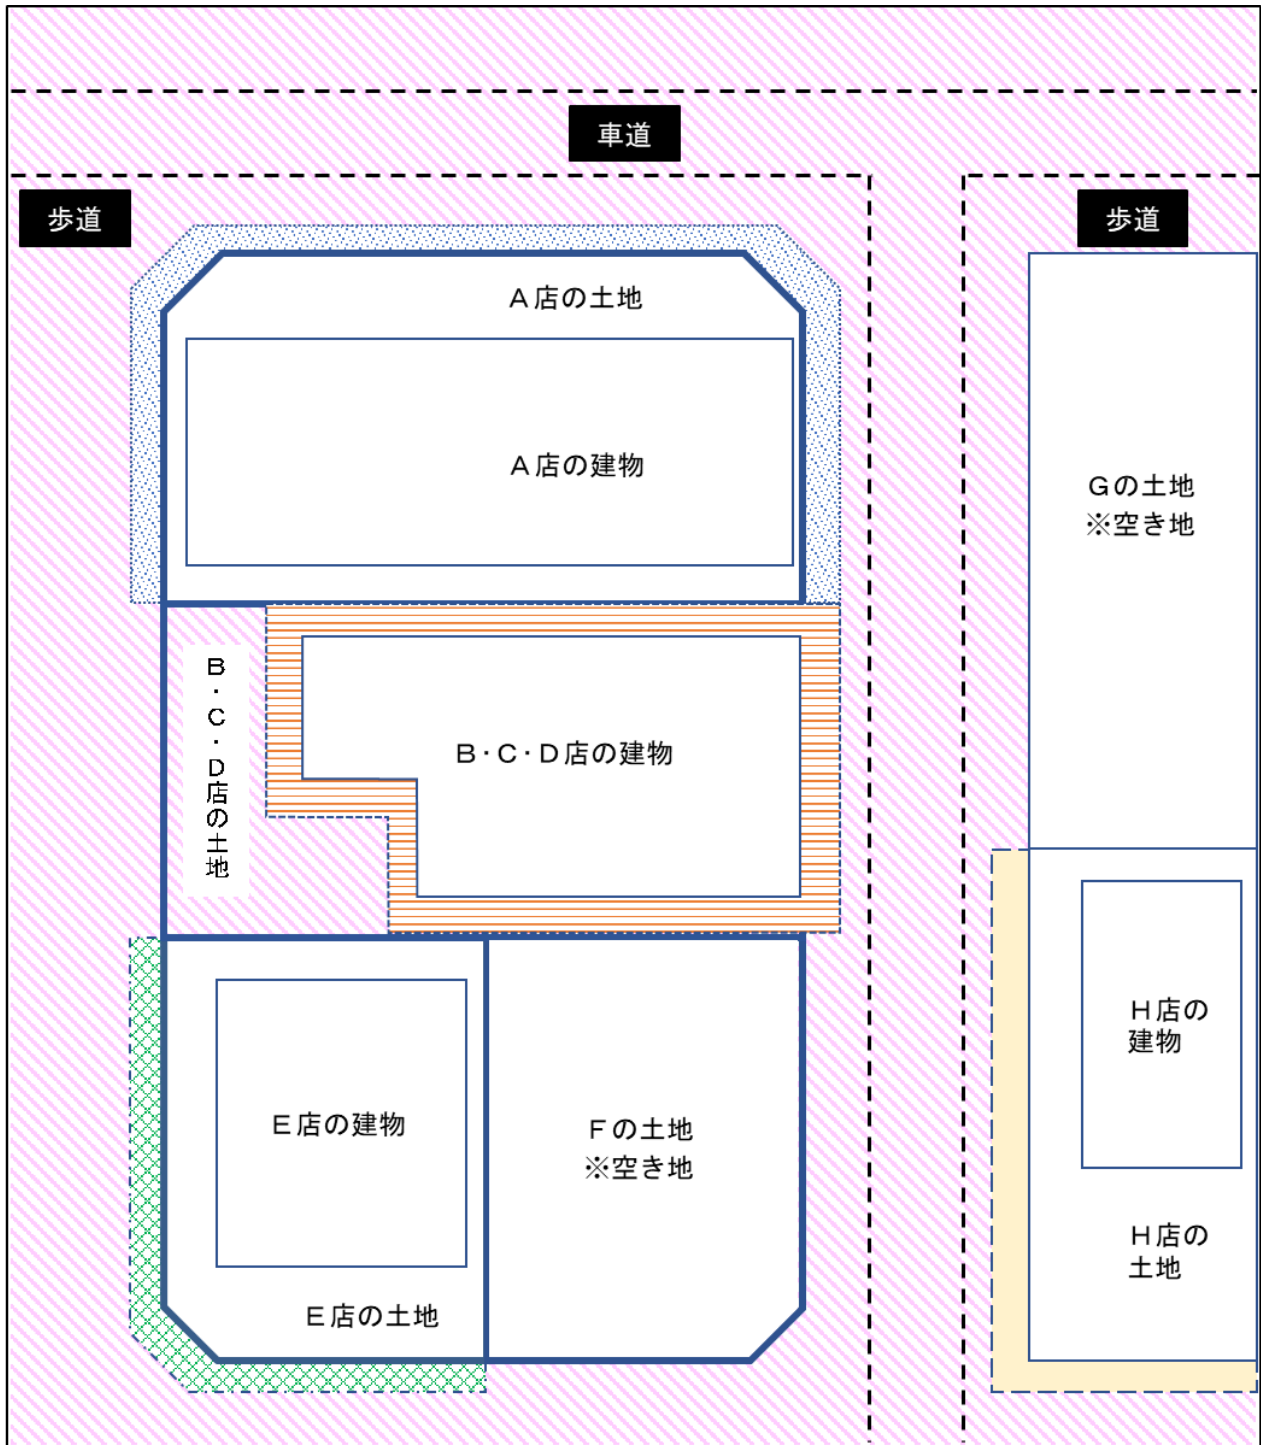 車道
歩道
歩道
A店の土地
A店の建物
Gの土地
※空き地
B・C・D店の土地
B・C・D店の建物
H店の
建物
E店の建物
Fの土地
※空き地
H店の
土地
E店の土地